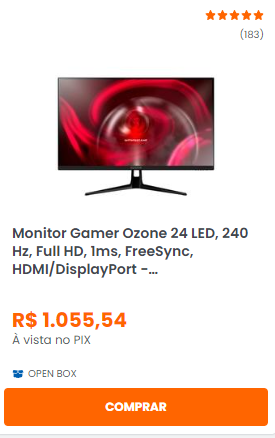 (183)
Monitor Gamer Ozone 24 LED, 240
Hz, Full HD, 1ms, FreeSync,
HDMI/DisplayPort -...
R$ 1.055,54
À vista no PIX
OPEN BOX
COMPRAR